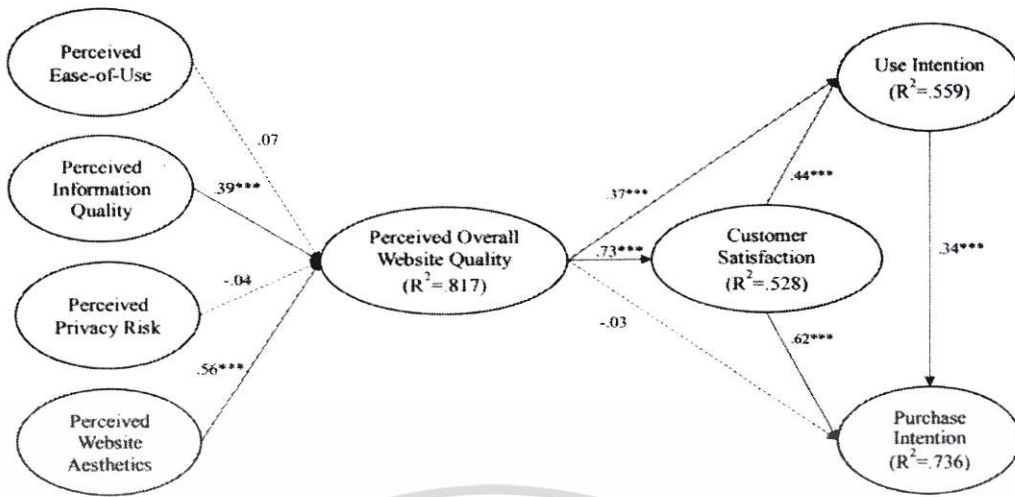 Perceived
Ease-of-Use
Perceived
Information
Quality
Perceived
Privacy Risk
Perceived
Website
Aesthetics
.07
.39***
-.04
.56***
Perceived Overall
Website Quality
(R²=.817)
.37***
.73***
-.03
Customer
Satisfaction
(R²=.528)
.44***
.62***
Use Intention
(R²=.559)
.34***
Purchase
Intention
(R²=.736)